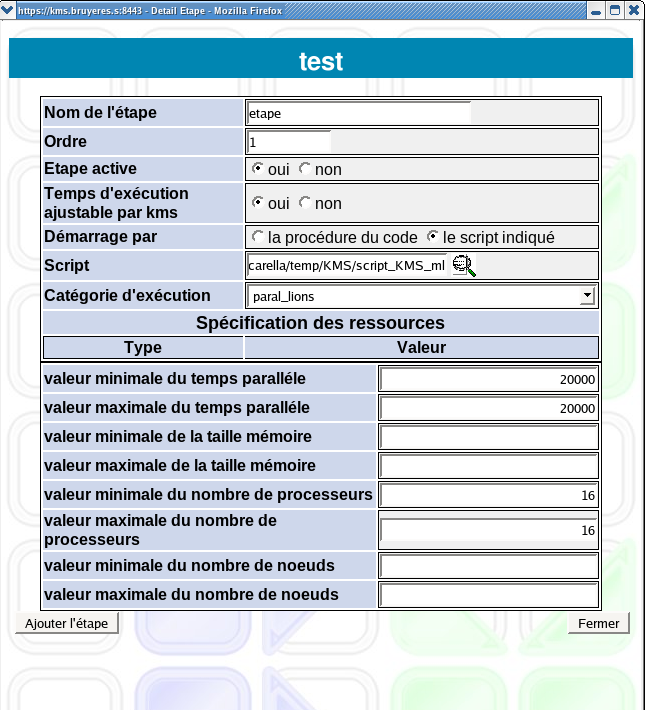 https://kms.bruyeres.s:8443 - Detail Etape - Mozilla Firefox
test
Nom de l'étape etape
Ordre 1
Etape active oui non
Temps d'exécution
ajustable par kms oui non
Démarrage par la procédure du code le script indiqué
Script carella/temp/KMS/script_KMS_ml
Catégorie d'exécution paral_lions
Spécification des ressources
Type Valeur
valeur minimale du temps paralléle 20000
valeur maximale du temps paralléle 20000
valeur minimale de la taille mémoire
valeur maximale de la taille mémoire
valeur minimale du nombre de processeurs 16
valeur maximale du nombre de
processeurs 16
valeur minimale du nombre de noeuds
valeur maximale du nombre de noeuds
Ajouter l'étape Fermer